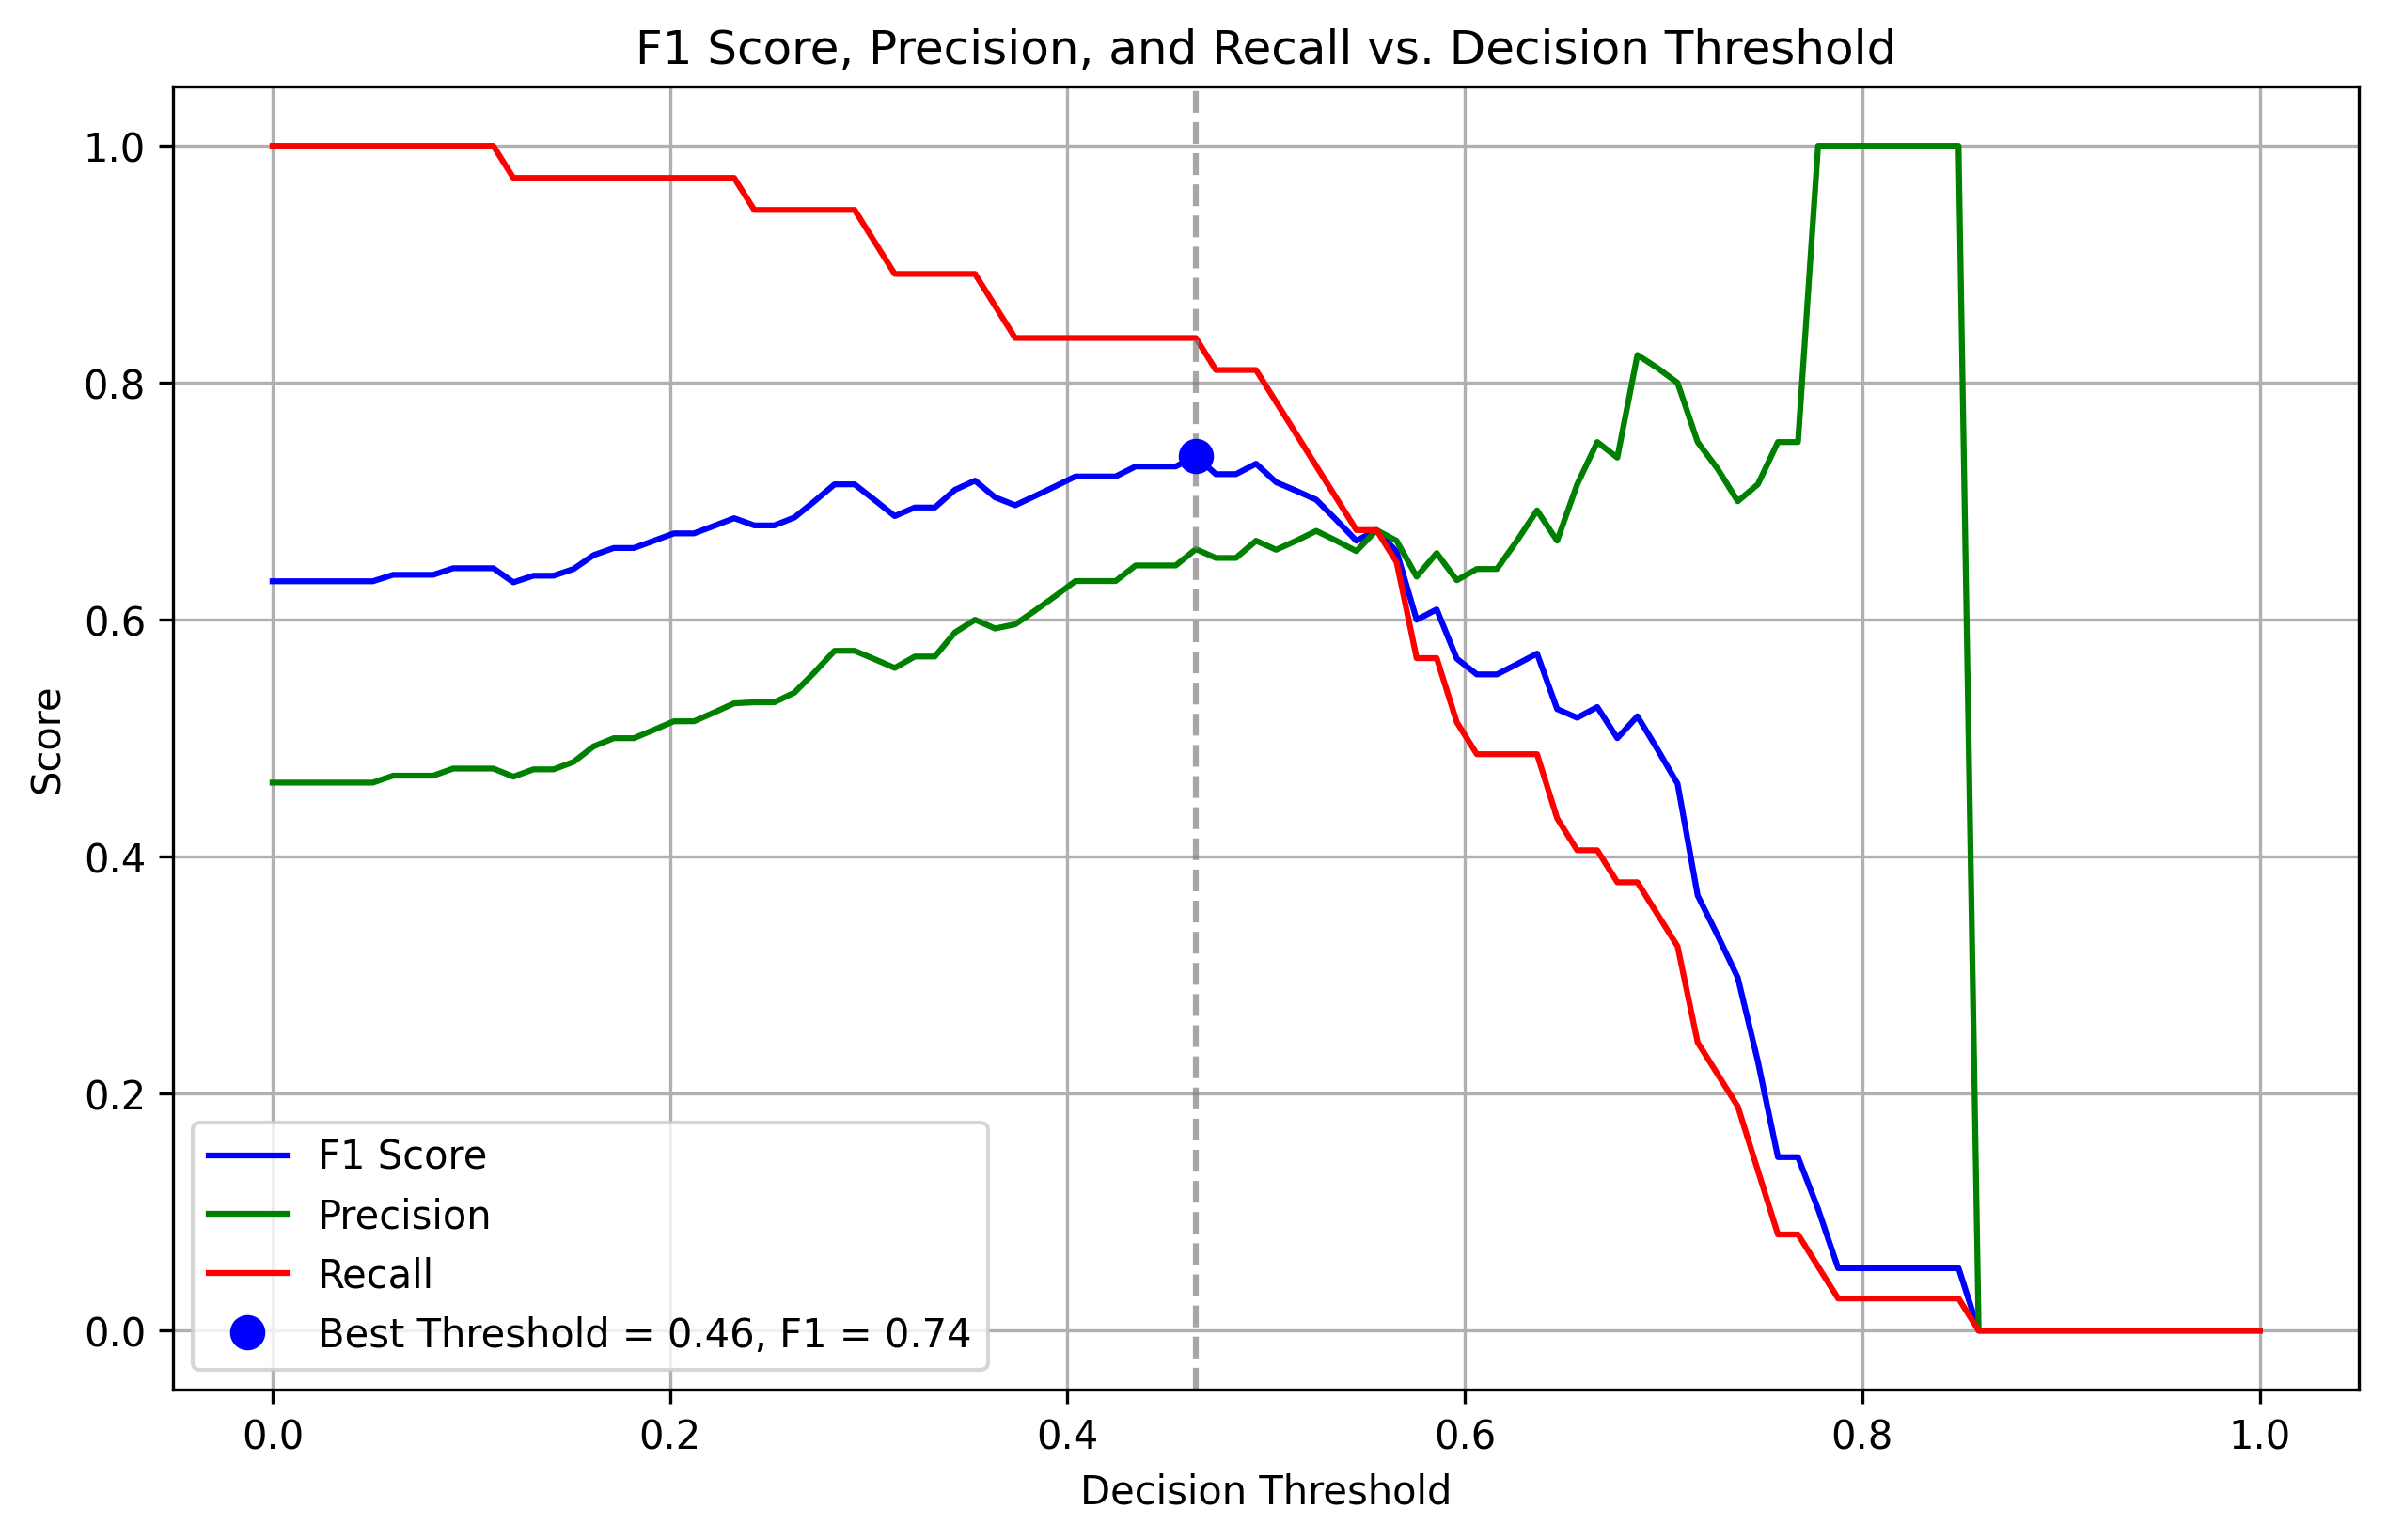 F1 Score, Precision, and Recall vs. Decision Threshold
1.0
0.8
0.6
0.4
0.2
0.0
Score
F1 Score
Precision
Recall
Best Threshold = 0.46, F1 = 0.74
0.0 0.2 0.4 0.6 0.8 1.0
Decision Threshold